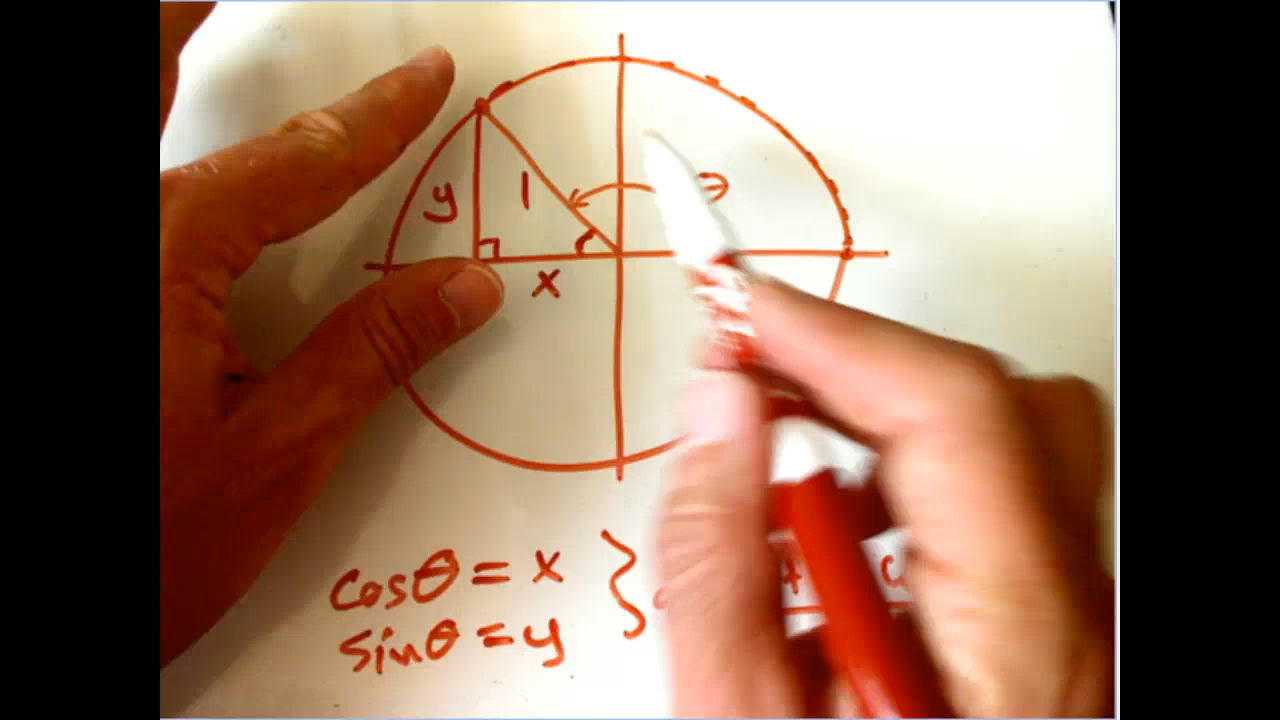 y 1 θ
x
cosθ = x }
sinθ = y